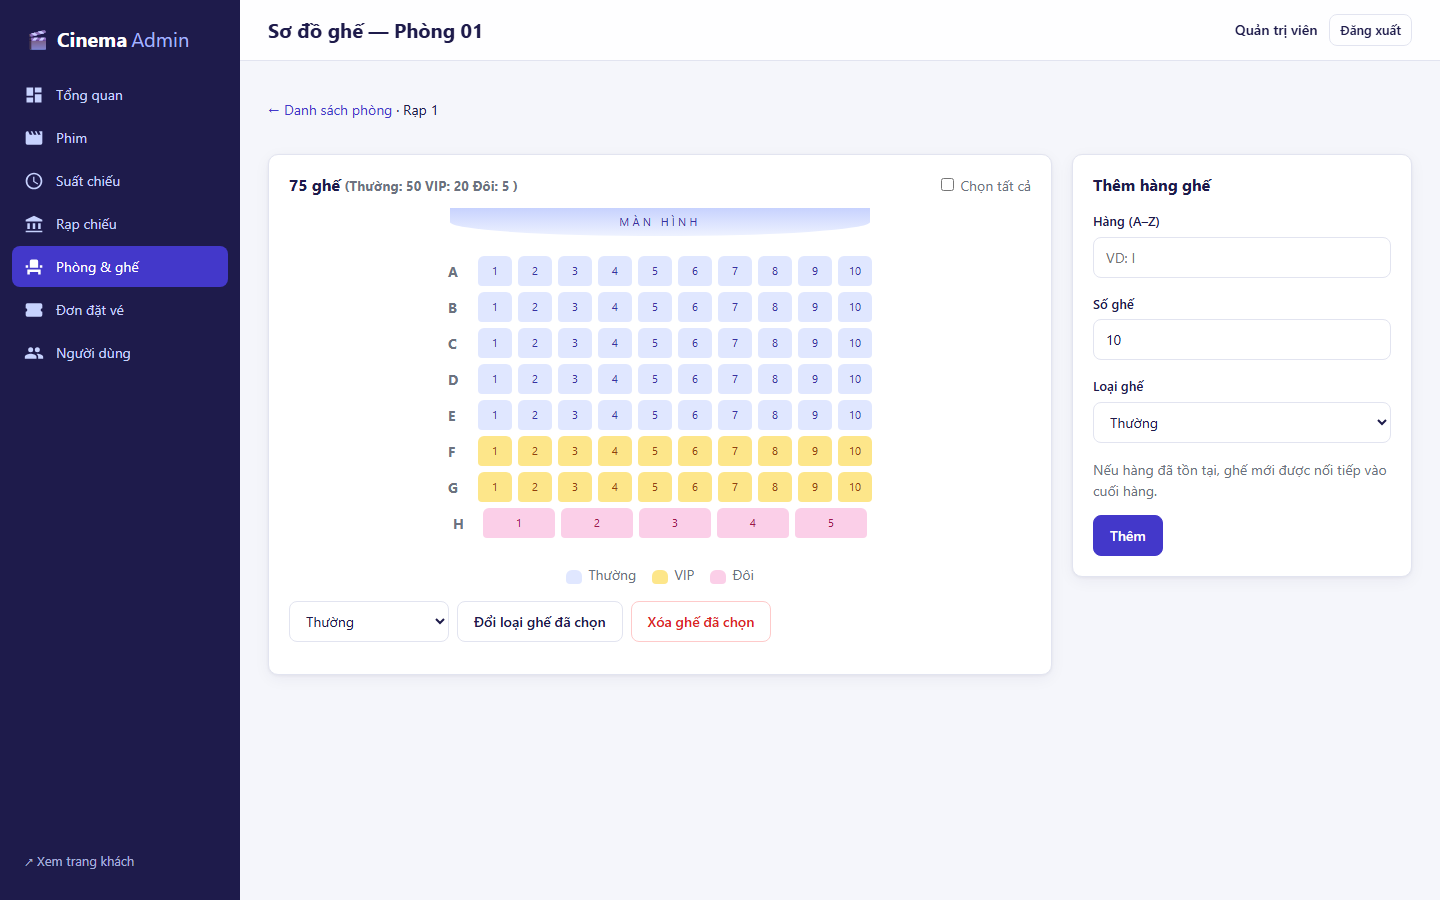 Cinema Admin
Tổng quan
Phim
Suất chiếu
Rạp chiếu
Phòng & ghế
Đơn đặt vé
Người dùng
↗ Xem trang khách
Sơ đồ ghế — Phòng 01
Quản trị viên
Đăng xuất
← Danh sách phòng · Rạp 1
75 ghế (Thường: 50 VIP: 20 Đôi: 5 )
Chọn tất cả
MÀN HÌNH
A 1 2 3 4 5 6 7 8 9 10
B 1 2 3 4 5 6 7 8 9 10
C 1 2 3 4 5 6 7 8 9 10
D 1 2 3 4 5 6 7 8 9 10
E 1 2 3 4 5 6 7 8 9 10
F 1 2 3 4 5 6 7 8 9 10
G 1 2 3 4 5 6 7 8 9 10
H 1 2 3 4 5
Thường VIP Đôi
Thường
Đổi loại ghế đã chọn
Xóa ghế đã chọn
Thêm hàng ghế
Hàng (A–Z)
VD: I
Số ghế
10
Loại ghế
Thường
Nếu hàng đã tồn tại, ghế mới được nối tiếp vào
cuối hàng.
Thêm